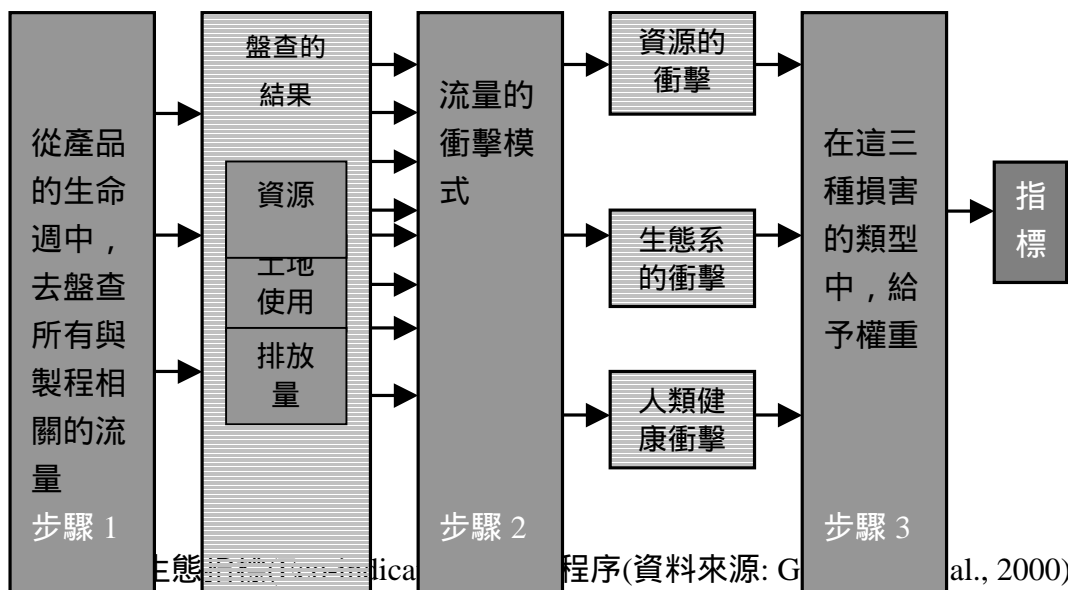 從產品
的生命
週中，
去盤查
所有與
製程相
關的流
量
步驟 1
盤查的
結果
資源
土地
使用
排放
量
流量的
衝擊模
式
步驟 2
資源的
衝擊
生態系
的衝擊
人類健
康衝擊
在這三
種損害
的類型
中，給
予權重
步驟 3
指
標
生態指標(Eco-indica 程序(資料來源: G al., 2000)